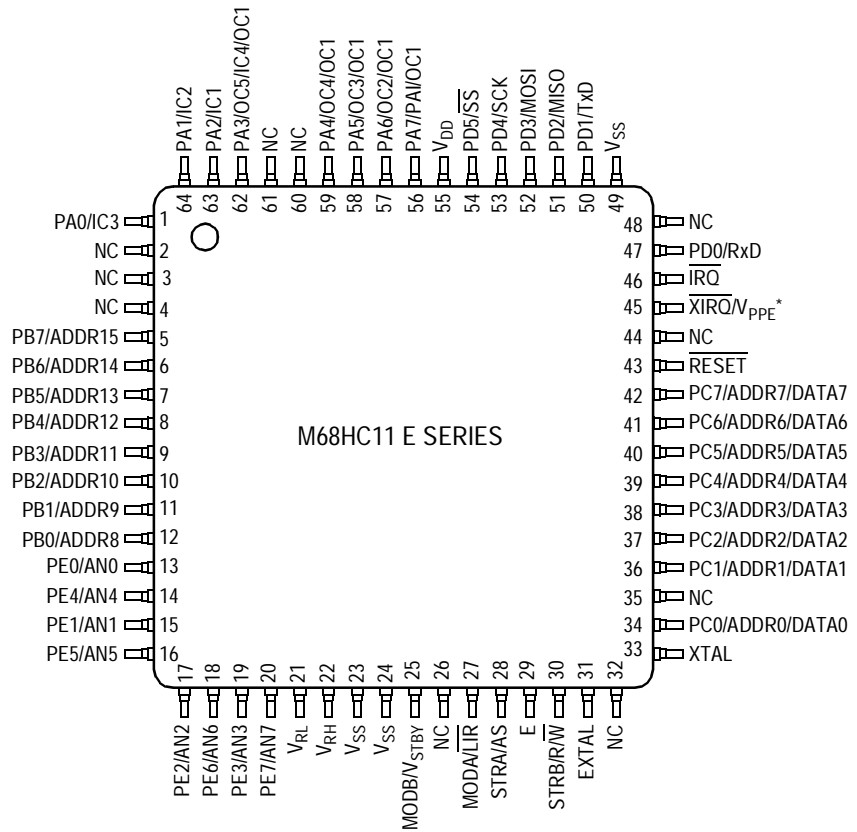 PA1/IC2
PA2/IC1
PA3/OC5/IC4/OC1
NC
NC
PA4/OC4/OC1
PA5/OC3/OC1
PA6/OC2/OC1
PA7/PAI/OC1
VDD
PD5/S̅S̅
PD4/SCK
PD3/MOSI
PD2/MISO
PD1/TxD
VSS
64
63
62
61
60
59
58
57
56
55
54
53
52
51
50
49
PA0/IC3 1
NC 2
NC 3
NC 4
PB7/ADDR15 5
PB6/ADDR14 6
PB5/ADDR13 7
PB4/ADDR12 8
PB3/ADDR11 9
PB2/ADDR10 10
PB1/ADDR9 11
PB0/ADDR8 12
PE0/AN0 13
PE4/AN4 14
PE1/AN1 15
PE5/AN5 16
M68HC11 E SERIES
48 NC
47 PD0/RxD
46 I̅R̅Q̅
45 X̅I̅R̅Q̅/VPPE*
44 NC
43 R̅E̅S̅E̅T̅
42 PC7/ADDR7/DATA7
41 PC6/ADDR6/DATA6
40 PC5/ADDR5/DATA5
39 PC4/ADDR4/DATA4
38 PC3/ADDR3/DATA3
37 PC2/ADDR2/DATA2
36 PC1/ADDR1/DATA1
35 NC
34 PC0/ADDR0/DATA0
33 XTAL
17
18
19
20
21
22
23
24
25
26
27
28
29
30
31
32
PE2/AN2
PE6/AN6
PE3/AN3
PE7/AN7
VRL
VRH
VSS
VSS
MODB/VSTBY
NC
MODA/L̅I̅R̅
STRA/AS
E
STRB/R/W̅
EXTAL
NC